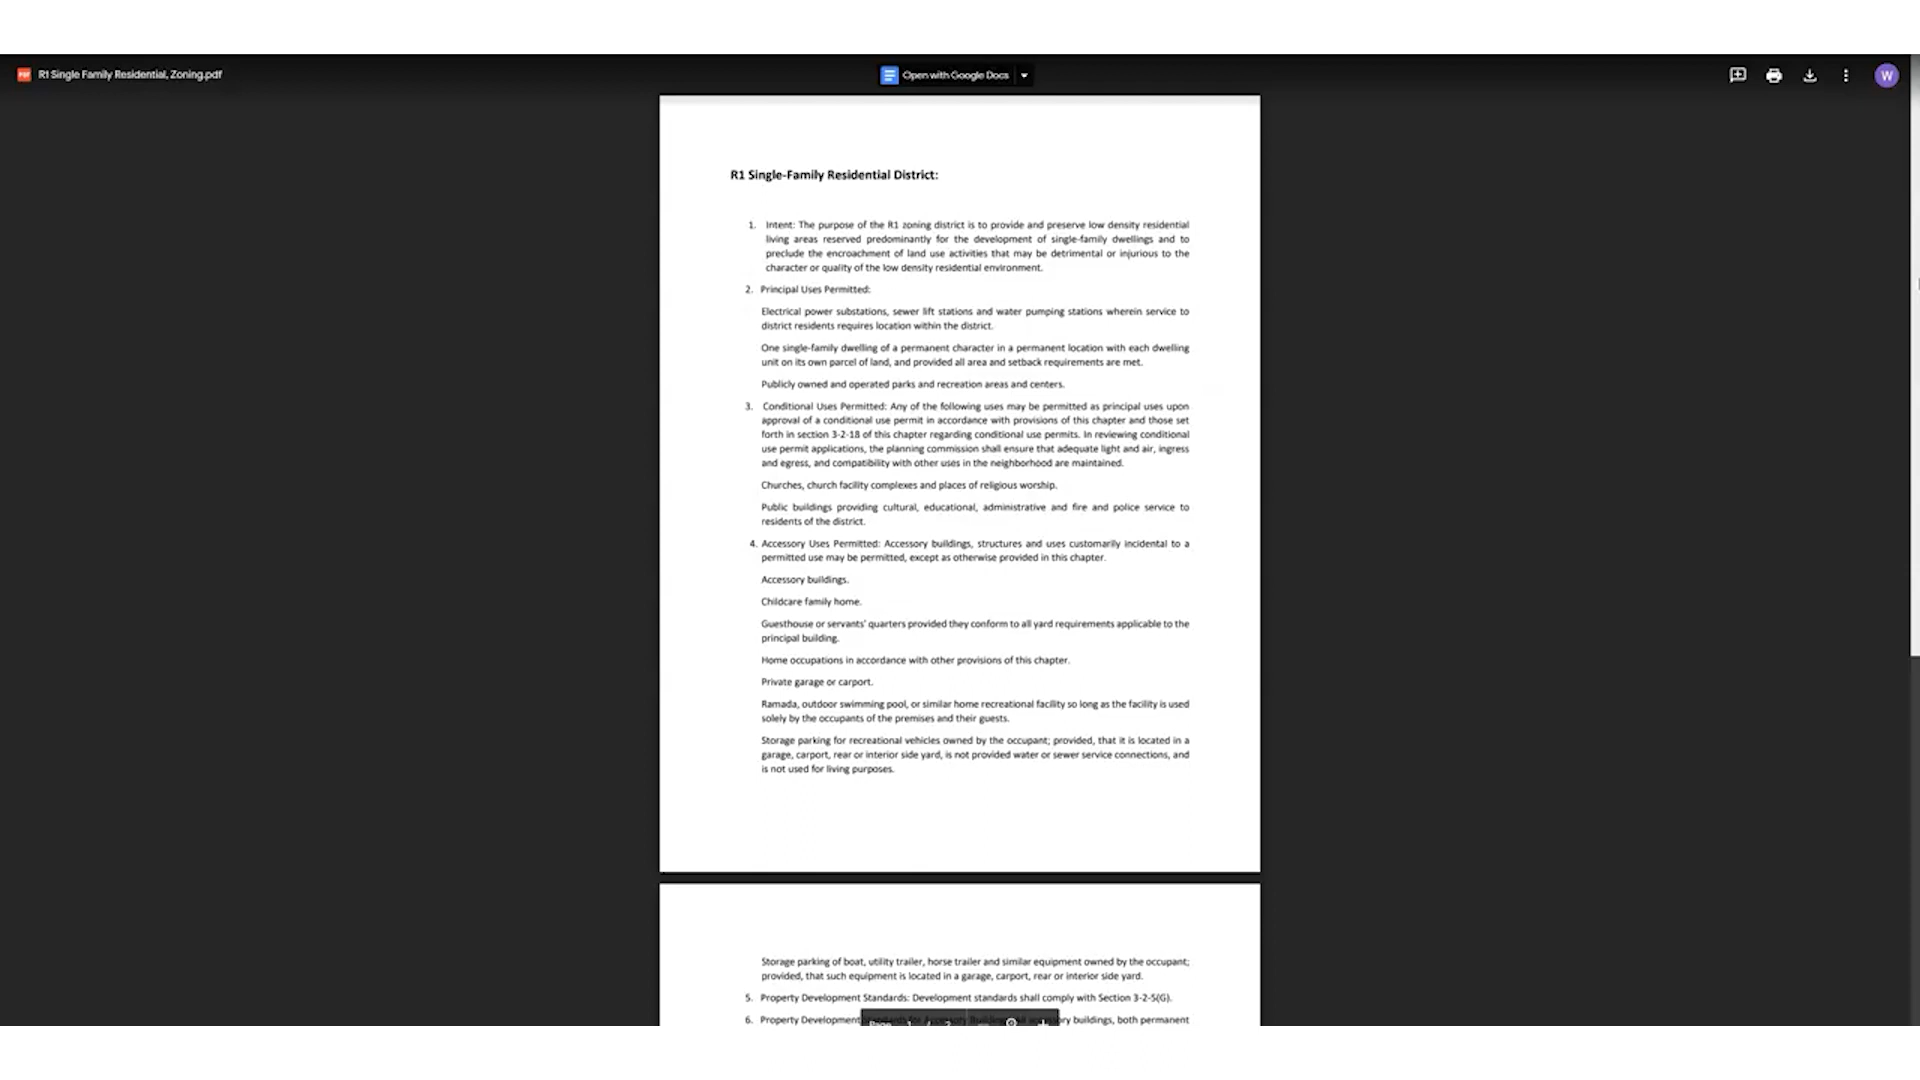 PDF R1 Single Family Residential, Zoning.pdf
Open with Google Docs
W
R1 Single-Family Residential District:
1. Intent: The purpose of the R1 zoning district is to provide and preserve low density residential
living areas reserved predominantly for the development of single-family dwellings and to
preclude the encroachment of land use activities that may be detrimental or injurious to the
character or quality of the low density residential environment.
2. Principal Uses Permitted:
Electrical power substations, sewer lift stations and water pumping stations wherein service to
district residents requires location within the district.
One single-family dwelling of a permanent character in a permanent location with each dwelling
unit on its own parcel of land, and provided all area and setback requirements are met.
Publicly owned and operated parks and recreation areas and centers.
3. Conditional Uses Permitted: Any of the following uses may be permitted as principal uses upon
approval of a conditional use permit in accordance with provisions of this chapter and those set
forth in section 3-2-18 of this chapter regarding conditional use permits. In reviewing conditional
use permit applications, the planning commission shall ensure that adequate light and air, ingress
and egress, and compatibility with other uses in the neighborhood are maintained.
Churches, church facility complexes and places of religious worship.
Public buildings providing cultural, educational, administrative and fire and police service to
residents of the district.
4. Accessory Uses Permitted: Accessory buildings, structures and uses customarily incidental to a
permitted use may be permitted, except as otherwise provided in this chapter.
Accessory buildings.
Childcare family home.
Guesthouse or servants' quarters provided they conform to all yard requirements applicable to the
principal building.
Home occupations in accordance with other provisions of this chapter.
Private garage or carport.
Ramada, outdoor swimming pool, or similar home recreational facility so long as the facility is used
solely by the occupants of the premises and their guests.
Storage parking for recreational vehicles owned by the occupant; provided, that it is located in a
garage, carport, rear or interior side yard, is not provided water or sewer service connections, and
is not used for living purposes.
Storage parking of boat, utility trailer, horse trailer and similar equipment owned by the occupant;
provided, that such equipment is located in a garage, carport, rear or interior side yard.
5. Property Development Standards: Development standards shall comply with Section 3-2-5(G).
6. Property Development Standards for Accessory Building buildings, both permanent